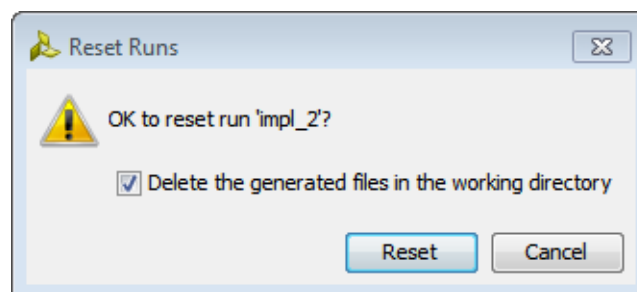 Reset Runs
OK to reset run 'impl_2'?
Delete the generated files in the working directory
Reset Cancel